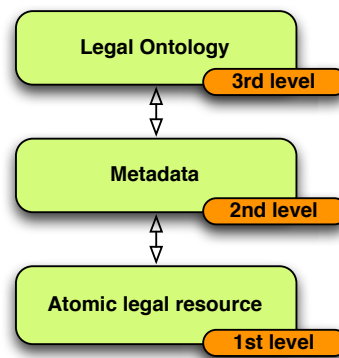 Legal Ontology
3rd level
Metadata
2nd level
Atomic legal resource
1st level